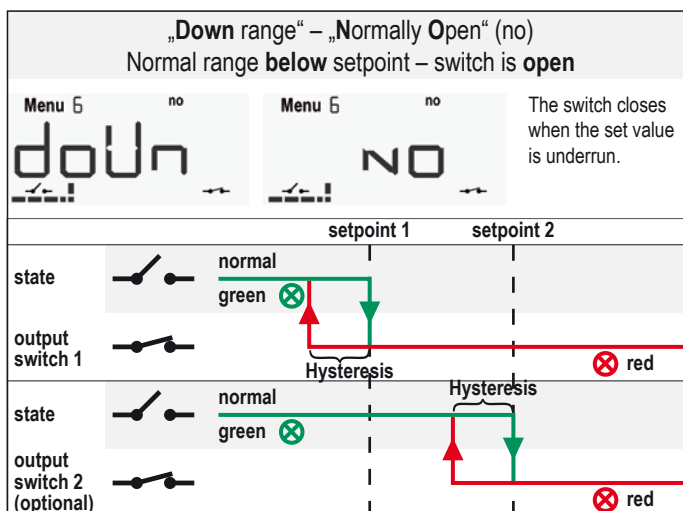 „Down range“ – „Normally Open“ (no)
Normal range below setpoint – switch is open
Menu 6 no
doUn
Menu 6 no
NO
The switch closes
when the set value
is underrun.
setpoint 1 setpoint 2
state
normal
green
output
switch 1
Hysteresis
red
state
normal
green
Hysteresis
output
switch 2
(optional)
red